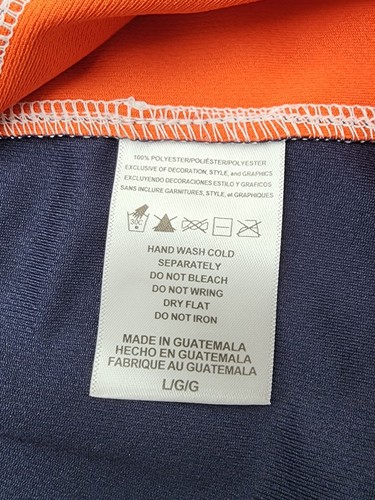 100% POLYESTER/POLIÉSTER/POLYESTER
EXCLUSIVE OF DECORATION, STYLE, and GRAPHICS
EXCLUYENDO DECORACIONES ESTILO Y GRAFICOS
SANS INCLURE GARNITURES, STYLE, et GRAPHIQUES
30C
HAND WASH COLD
SEPARATELY
DO NOT BLEACH
DO NOT WRING
DRY FLAT
DO NOT IRON
MADE IN GUATEMALA
HECHO EN GUATEMALA
FABRIQUE AU GUATEMALA
L/G/G